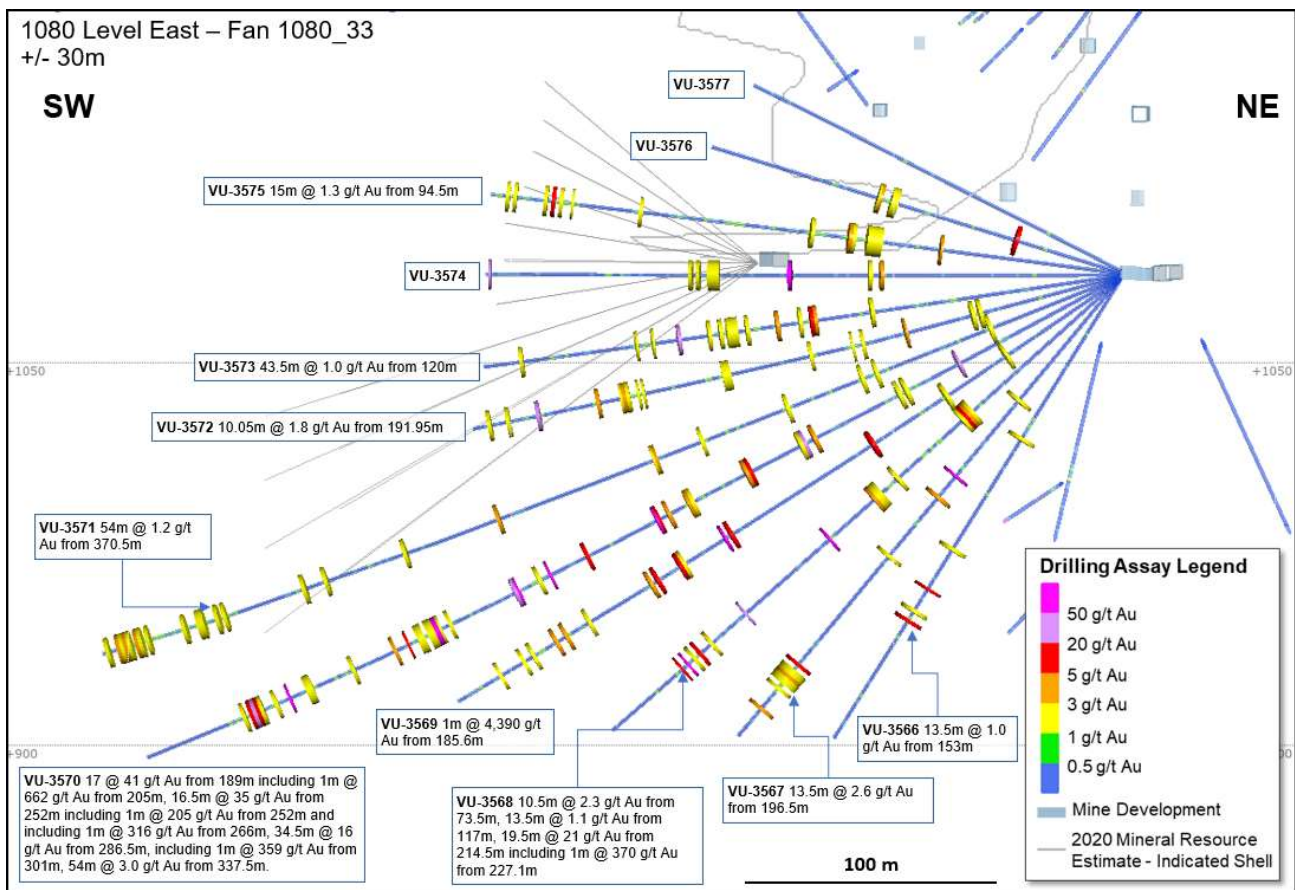 1080 Level East – Fan 1080_33
+/- 30m
SW
NE
VU-3577
VU-3576
VU-3575 15m @ 1.3 g/t Au from 94.5m
VU-3574
+1050
+1050
VU-3573 43.5m @ 1.0 g/t Au from 120m
VU-3572 10.05m @ 1.8 g/t Au from 191.95m
VU-3571 54m @ 1.2 g/t
Au from 370.5m
Drilling Assay Legend
50 g/t Au
20 g/t Au
5 g/t Au
3 g/t Au
1 g/t Au
0.5 g/t Au
Mine Development
2020 Mineral Resource
Estimate - Indicated Shell
VU-3569 1m @ 4,390 g/t
Au from 185.6m
VU-3566 13.5m @ 1.0
g/t Au from 153m
+900
VU-3570 17 @ 41 g/t Au from 189m including 1m @
662 g/t Au from 205m, 16.5m @ 35 g/t Au from
252m including 1m @ 205 g/t Au from 252m and
including 1m @ 316 g/t Au from 266m, 34.5m @ 16
g/t Au from 286.5m, including 1m @ 359 g/t Au from
301m, 54m @ 3.0 g/t Au from 337.5m.
VU-3568 10.5m @ 2.3 g/t Au from
73.5m, 13.5m @ 1.1 g/t Au from
117m, 19.5m @ 21 g/t Au from
214.5m including 1m @ 370 g/t Au
from 227.1m
VU-3567 13.5m @ 2.6 g/t Au
from 196.5m
100 m